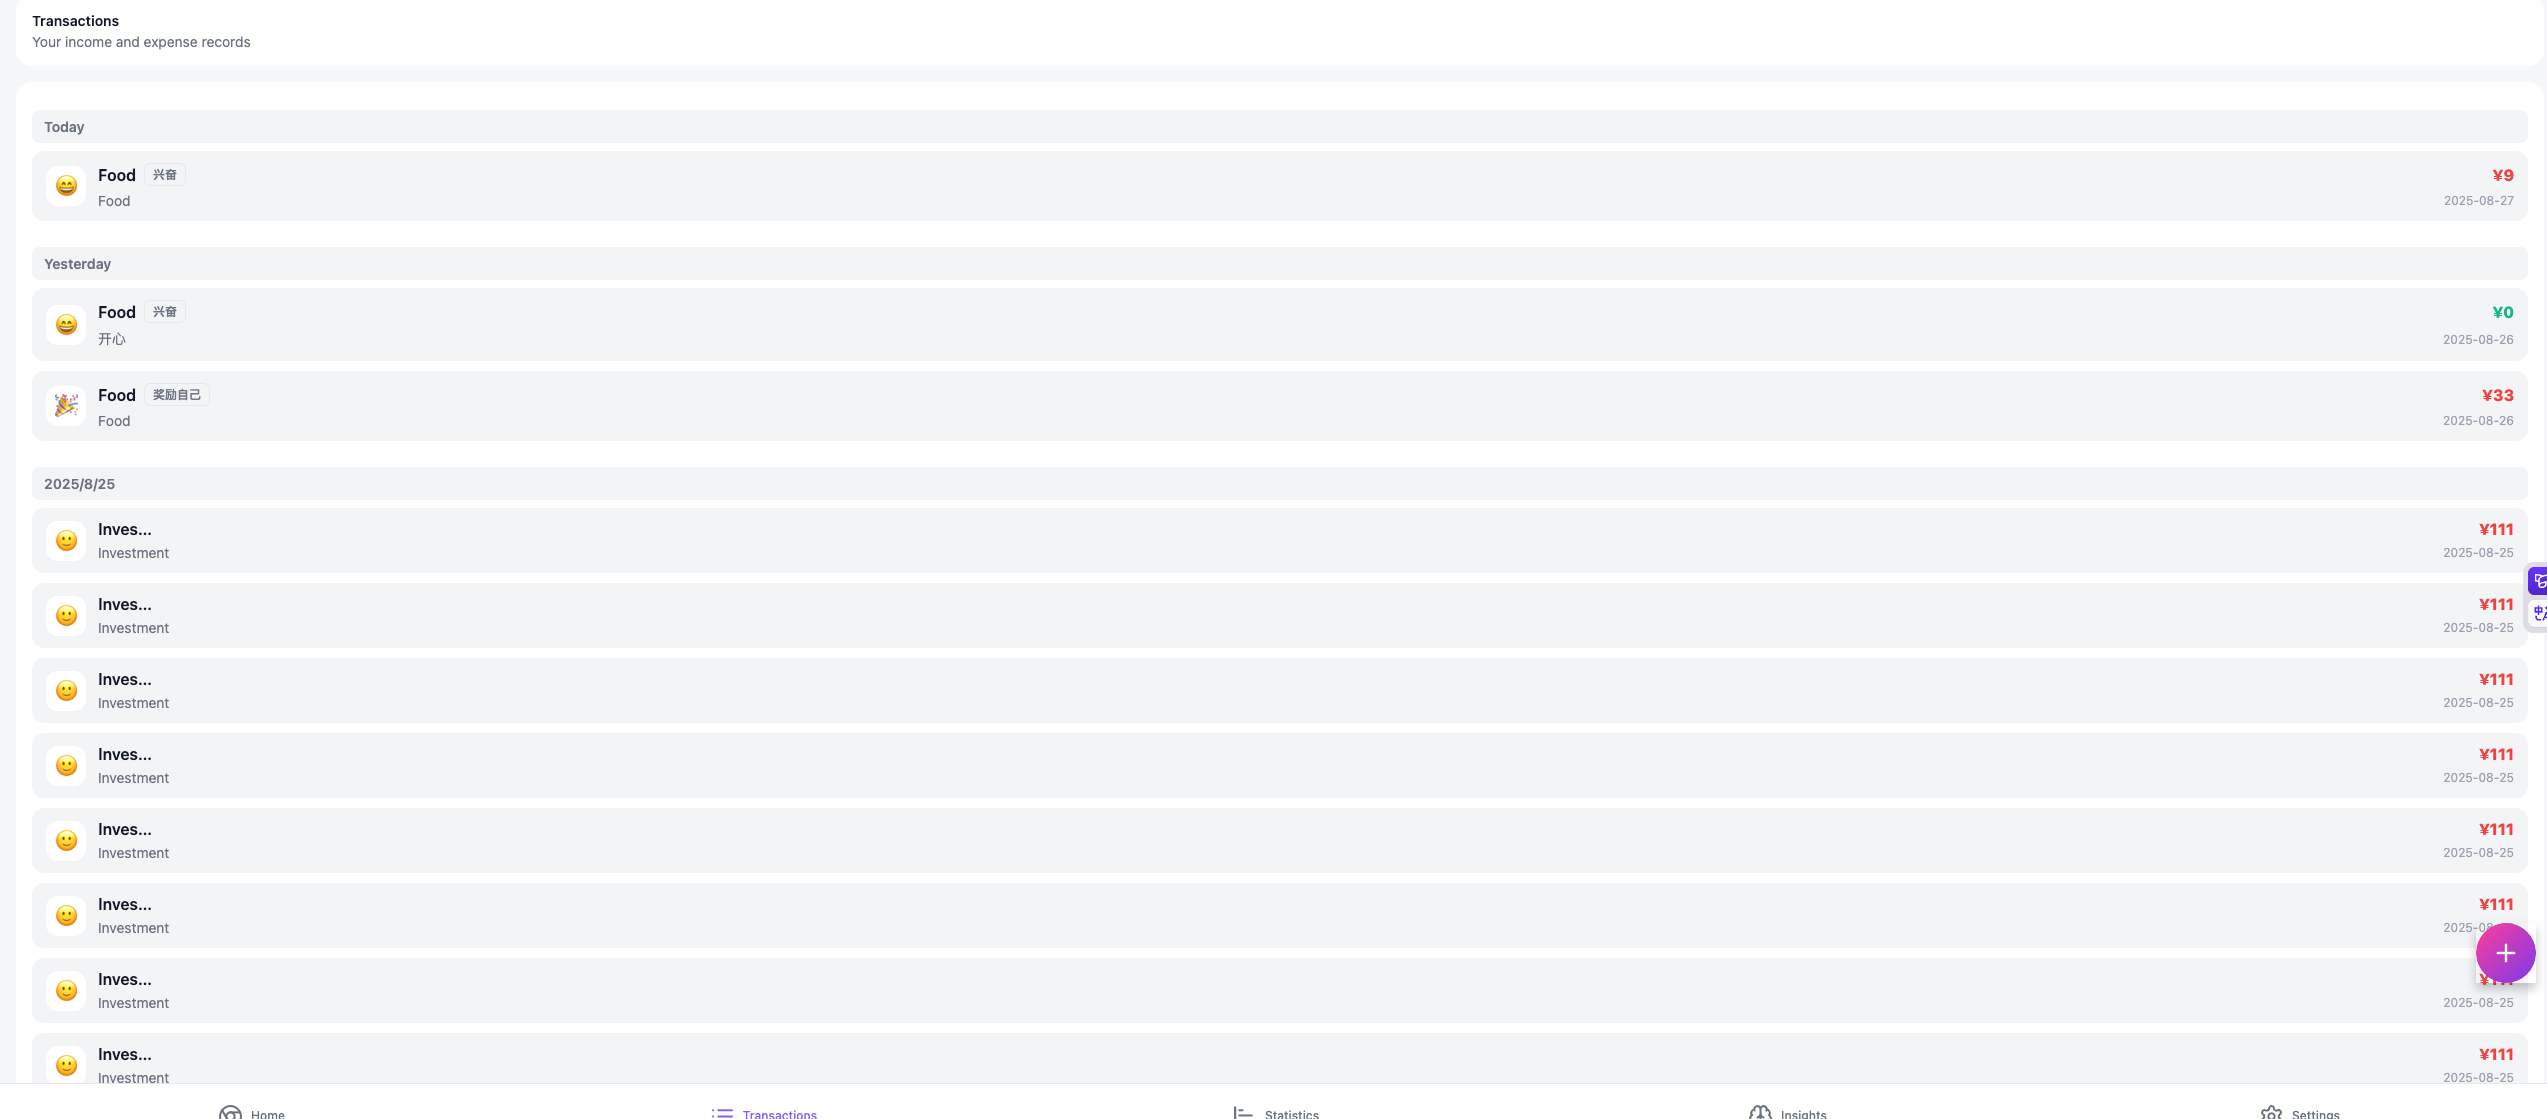 Transactions
Your income and expense records
Today
Food 兴奋 ¥9
Food 2025-08-27
Yesterday
Food 兴奋 ¥0
开心 2025-08-26
Food 奖励自己 ¥33
Food 2025-08-26
2025/8/25
Inves... ¥111
Investment 2025-08-25
Inves... ¥111
Investment 2025-08-25
Inves... ¥111
Investment 2025-08-25
Inves... ¥111
Investment 2025-08-25
Inves... ¥111
Investment 2025-08-25
Inves... ¥111
Investment
Inves...
Investment 2025-08-25
Inves... ¥111
Investment 2025-08-25
Home Transactions Statistics Insights Settings